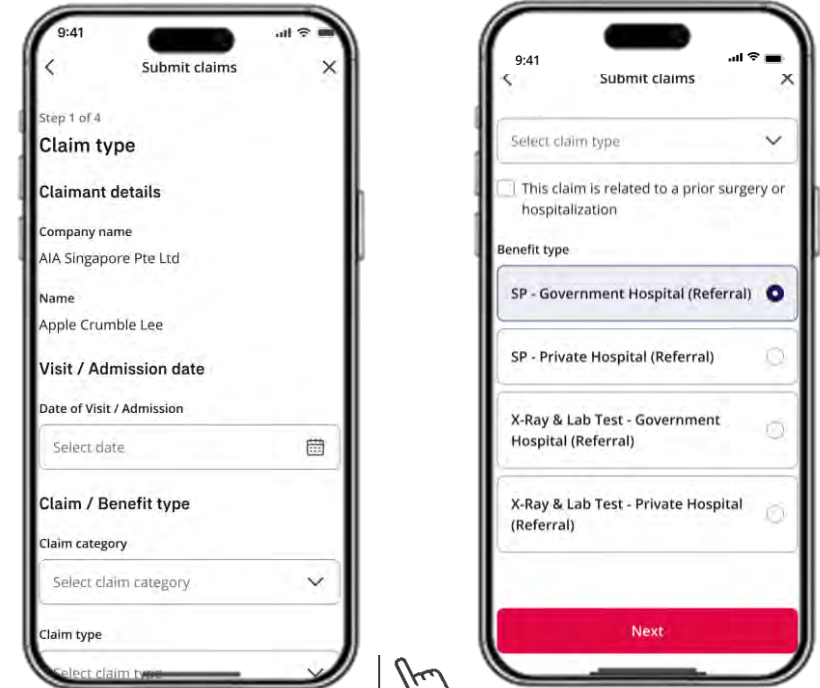 9:41
Submit claims
Step 1 of 4
Claim type
Claimant details
Company name
AIA Singapore Pte Ltd
Name
Apple Crumble Lee
Visit / Admission date
Date of Visit / Admission
Select date
Claim / Benefit type
Claim category
Select claim category
Claim type
Select claim type
9:41
Submit claims
Select claim type
This claim is related to a prior surgery or
hospitalization
Benefit type
SP - Government Hospital (Referral)
SP - Private Hospital (Referral)
X-Ray & Lab Test - Government
Hospital (Referral)
X-Ray & Lab Test - Private Hospital
(Referral)
Next